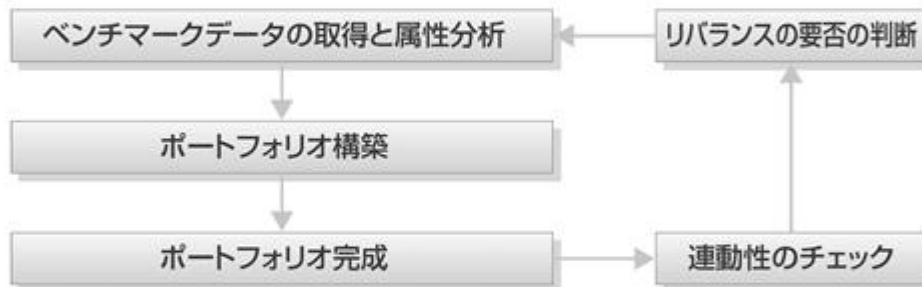 ベンチマークデータの取得と属性分析
リバランスの要否の判断
ポートフォリオ構築
ポートフォリオ完成
連動性のチェック